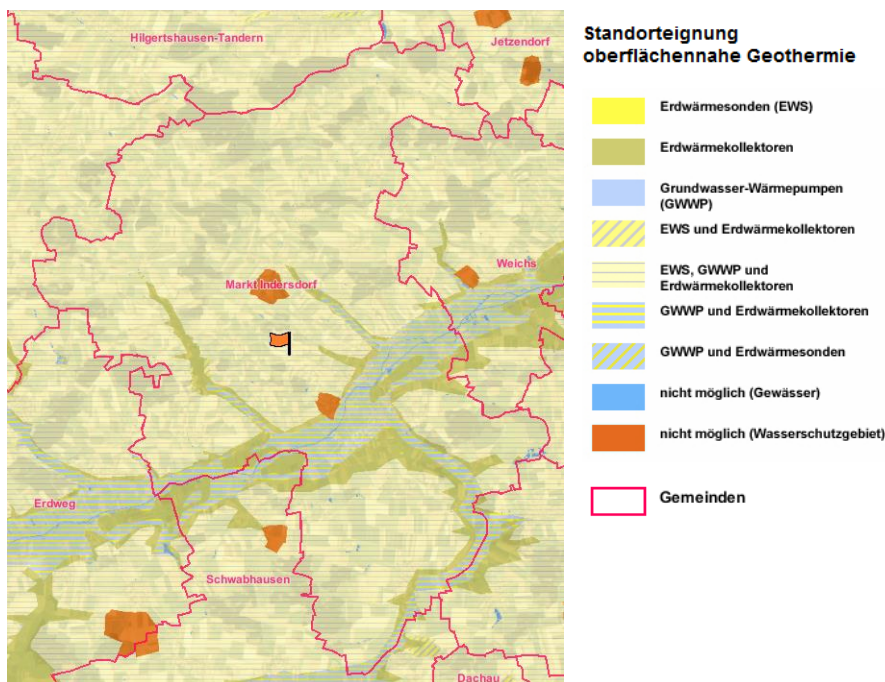 Hilgertshausen-Tandern
Jetzendorf
Weichs
Markt Indersdorf
Erdweg
Schwabhausen
Dachau
Standorteignung
oberflächennahe Geothermie
Erdwärmesonden (EWS)
Erdwärmekollektoren
Grundwasser-Wärmepumpen
(GWWP)
EWS und Erdwärmekollektoren
EWS, GWWP und
Erdwärmekollektoren
GWWP und Erdwärmekollektoren
GWWP und Erdwärmesonden
nicht möglich (Gewässer)
nicht möglich (Wasserschutzgebiet)
Gemeinden